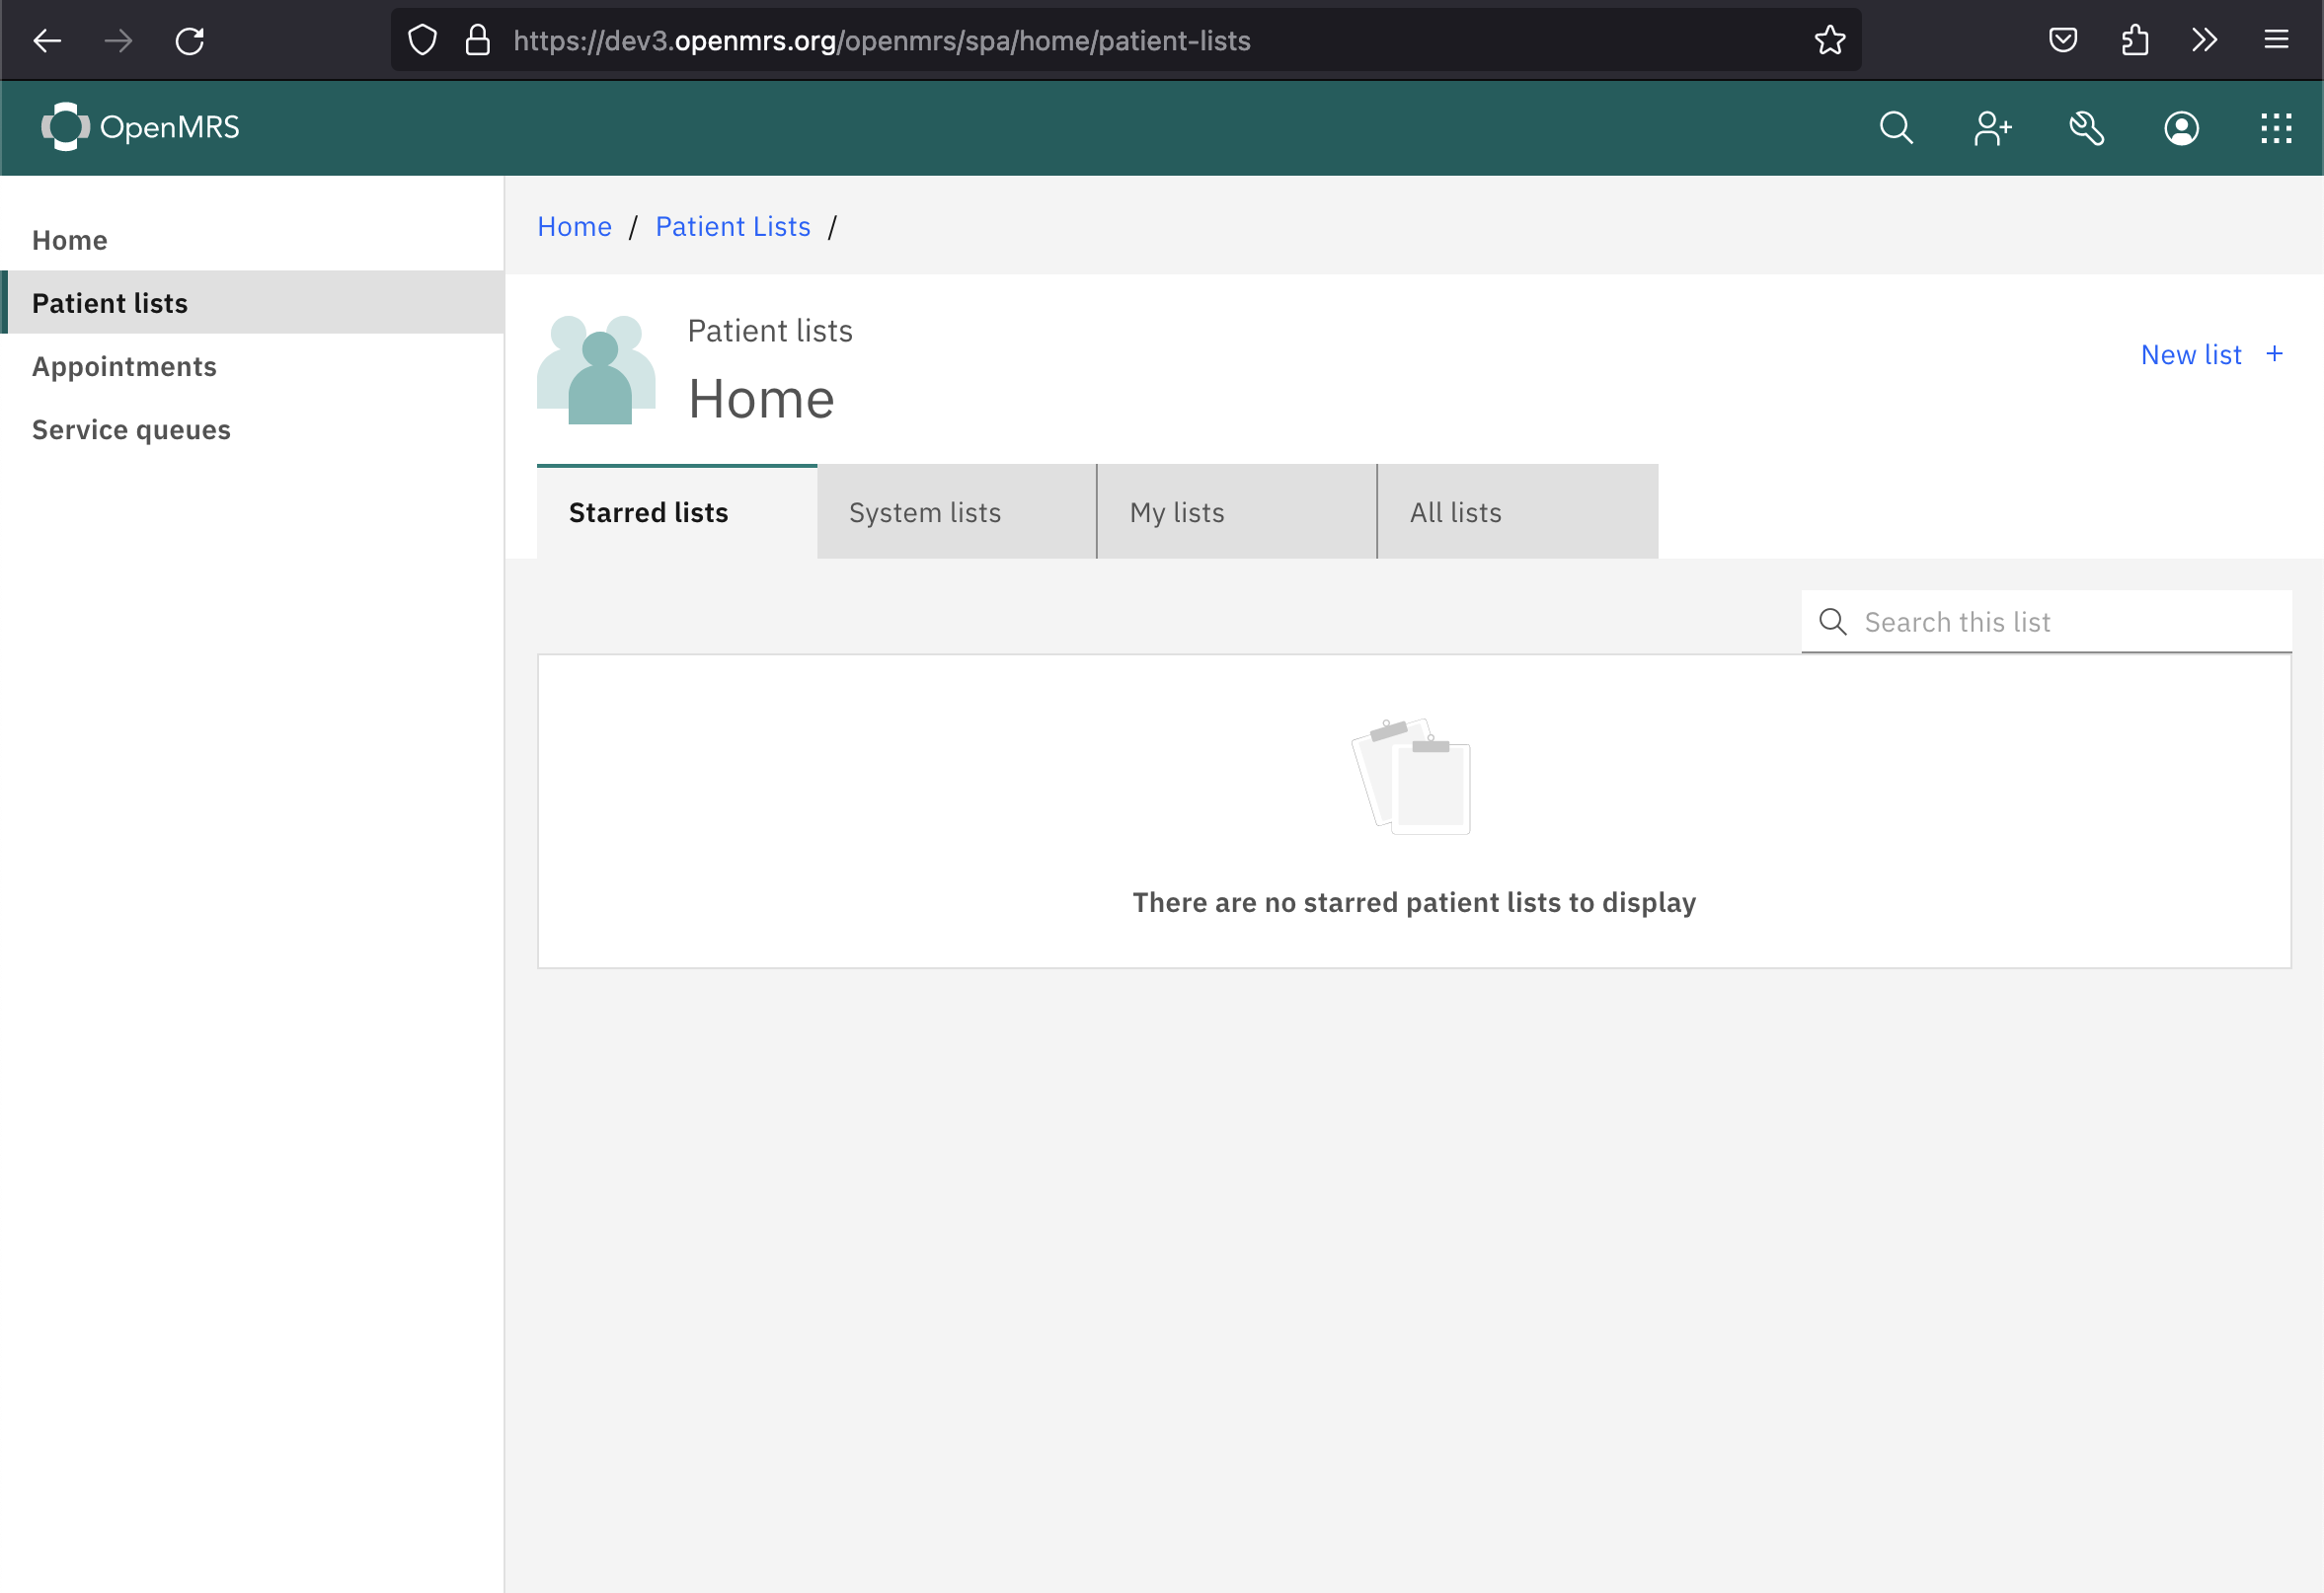 https://dev3.openmrs.org/openmrs/spa/home/patient-lists
OpenMRS
Home
Patient lists
Appointments
Service queues
Home / Patient Lists /
Patient lists
Home
New list +
Starred lists
System lists
My lists
All lists
Search this list
There are no starred patient lists to display